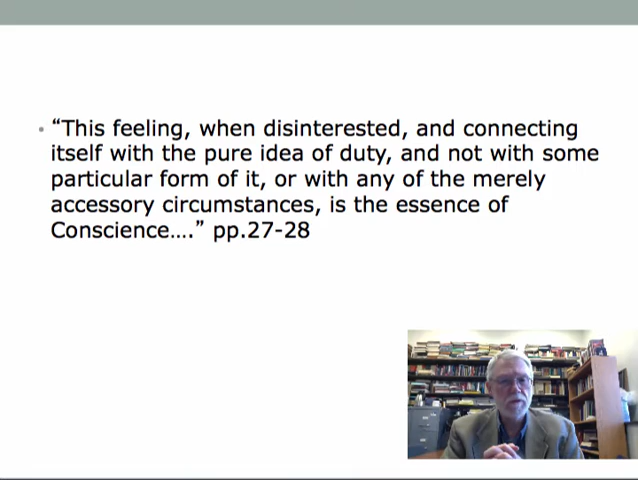 • “This feeling, when disinterested, and connecting
itself with the pure idea of duty, and not with some
particular form of it, or with any of the merely
accessory circumstances, is the essence of
Conscience….” pp.27-28